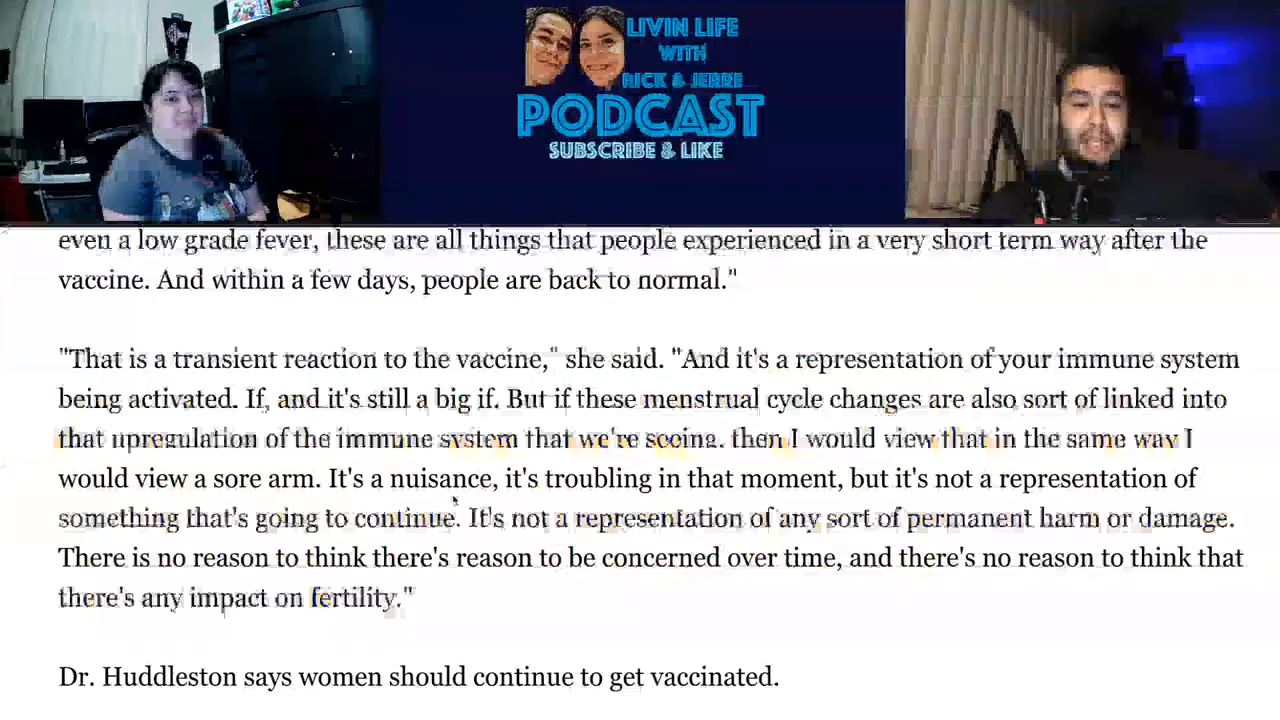 LIVIN LIFE
WITH
RICK & JERRE
PODCAST
SUBSCRIBE & LIKE
even a low grade fever, these are all things that people experienced in a very short term way after the
vaccine. And within a few days, people are back to normal."
"That is a transient reaction to the vaccine," she said. "And it's a representation of your immune system
being activated. If, and it's still a big if. But if these menstrual cycle changes are also sort of linked into
that upregulation of the immune system that we're seeing, then I would view that in the same way I
would view a sore arm. It's a nuisance, it's troubling in that moment, but it's not a representation of
something that's going to continue. It's not a representation of any sort of permanent harm or damage.
There is no reason to think there's reason to be concerned over time, and there's no reason to think that
there's any impact on fertility."
Dr. Huddleston says women should continue to get vaccinated.